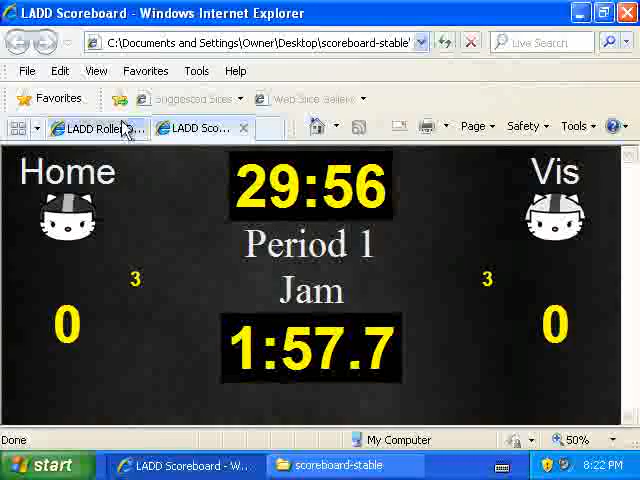 LADD Scoreboard - Windows Internet Explorer
C:\Documents and Settings\Owner\Desktop\scoreboard-stable\
Live Search
File Edit View Favorites Tools Help
Favorites Suggested Sites Web Slice Gallery
LADD Roller D... LADD Sco... Page Safety Tools
Home 29:56 Vis
Period 1
3 Jam 3
0 1:57.7 0
Done My Computer 50%
start LADD Scoreboard - W... scoreboard-stable 8:22 PM